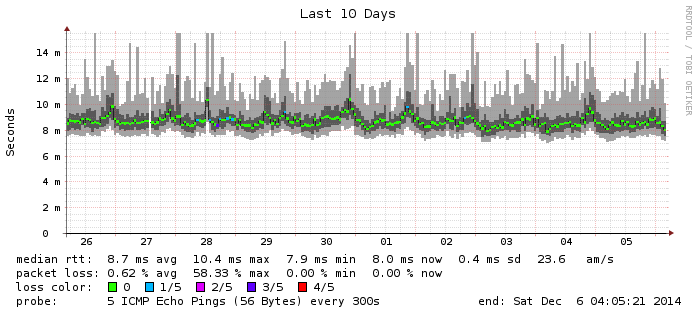 Last 10 Days
RRDTOOL / TOBI OETIKER
Seconds
14 m
12 m
10 m
8 m
6 m
4 m
2 m
0
26 27 28 29 30 01 02 03 04 05
median rtt: 8.7 ms avg 10.4 ms max 7.9 ms min 8.0 ms now 0.4 ms sd 23.6 am/s
packet loss: 0.62 % avg 58.33 % max 0.00 % min 0.00 % now
loss color: 0 1/5 2/5 3/5 4/5
probe: 5 ICMP Echo Pings (56 Bytes) every 300s end: Sat Dec 6 04:05:21 2014